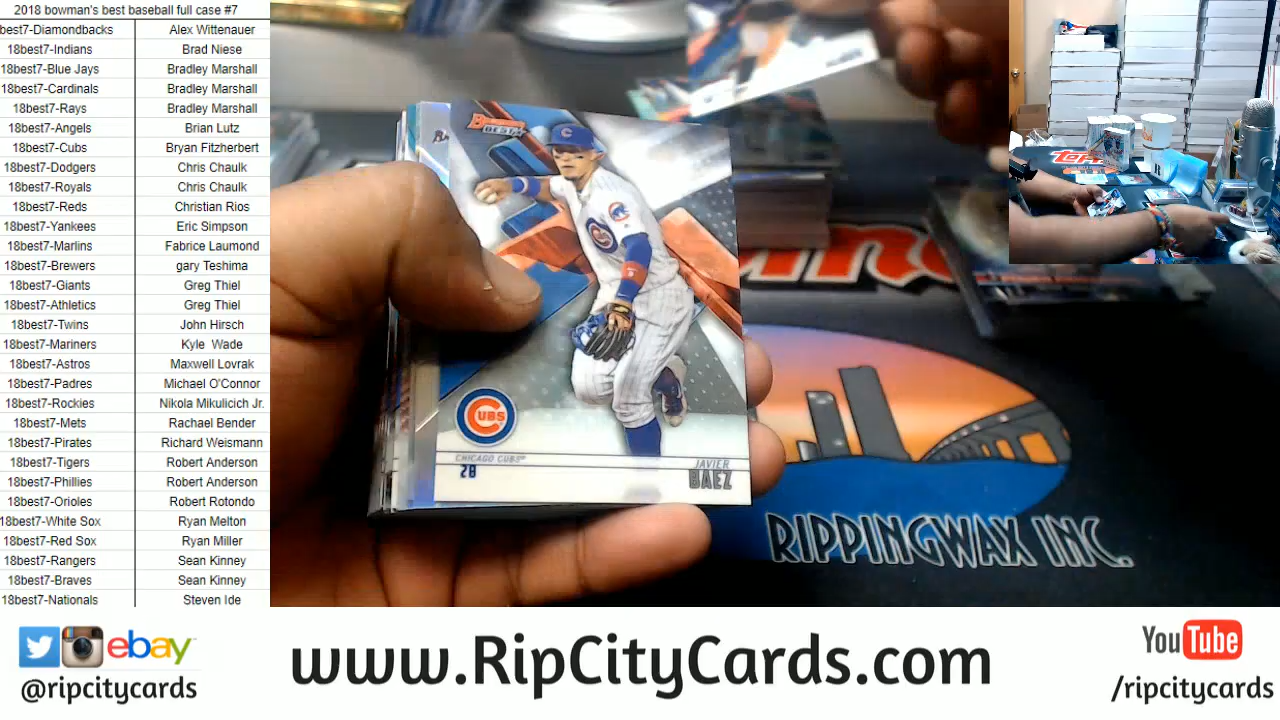 2018 bowman's best baseball full case #7
best7-Diamondbacks Alex Wittenauer
18best7-Indians Brad Niese
18best7-Blue Jays Bradley Marshall
18best7-Cardinals Bradley Marshall
18best7-Rays Bradley Marshall
18best7-Angels Brian Lutz
18best7-Cubs Bryan Fitzherbert
18best7-Dodgers Chris Chaulk
18best7-Royals Chris Chaulk
18best7-Reds Christian Rios
18best7-Yankees Eric Simpson
18best7-Marlins Fabrice Laumond
18best7-Brewers gary Teshima
18best7-Giants Greg Thiel
18best7-Athletics Greg Thiel
18best7-Twins John Hirsch
18best7-Mariners Kyle Wade
18best7-Astros Maxwell Lovrak
18best7-Padres Michael O'Connor
18best7-Rockies Nikola Mikulicich Jr.
18best7-Mets Rachael Bender
18best7-Pirates Richard Weismann
18best7-Tigers Robert Anderson
18best7-Phillies Robert Anderson
18best7-Orioles Robert Rotondo
18best7-White Sox Ryan Melton
18best7-Red Sox Ryan Miller
18best7-Rangers Sean Kinney
18best7-Braves Sean Kinney
18best7-Nationals Steven Ide
BOWMAN'S BEST
CUBS
CHICAGO CUBS
28
JAVIER
BAEZ
topps
RIPPINGWAX INC.
ebay
@ripcitycards
www.RipCityCards.com
YouTube
/ripcitycards